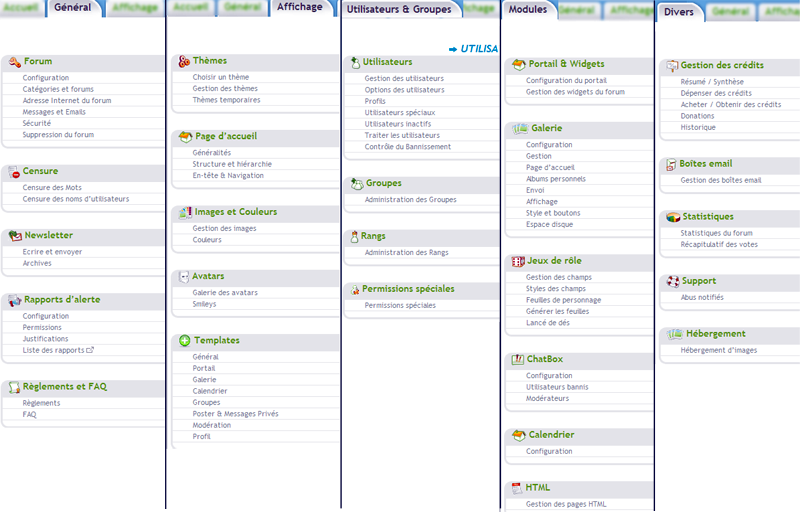 Accueil
Général
Affichage
Forum
Configuration
Catégories et forums
Adresse Internet du forum
Messages et Emails
Sécurité
Suppression du forum
Censure
Censure des Mots
Censure des noms d'utilisateurs
Newsletter
Ecrire et envoyer
Archives
Rapports d'alerte
Configuration
Permissions
Justifications
Liste des rapports
Règlements et FAQ
Règlements
FAQ
Accueil
Général
Affichage
Thèmes
Choisir un thème
Gestion des thèmes
Thèmes temporaires
Page d'accueil
Généralités
Structure et hiérarchie
En-tête & Navigation
Images et Couleurs
Gestion des images
Couleurs
Avatars
Galerie des avatars
Smileys
Templates
Général
Portail
Galerie
Calendrier
Groupes
Poster & Messages Privés
Modération
Profil
Utilisateurs & Groupes
ichage
UTILISA
Utilisateurs
Gestion des utilisateurs
Options des utilisateurs
Profils
Utilisateurs spéciaux
Utilisateurs inactifs
Traiter les utilisateurs
Contrôle du Bannissement
Groupes
Administration des Groupes
Rangs
Administration des Rangs
Permissions spéciales
Permissions spéciales
Modules
Général
Affich
Portail & Widgets
Configuration du portail
Gestion des widgets du forum
Galerie
Configuration
Gestion
Page d'accueil
Albums personnels
Envoi
Affichage
Style et boutons
Espace disque
Jeux de rôle
Gestion des champs
Styles des champs
Feuilles de personnage
Générer les feuilles
Lancé de dés
ChatBox
Configuration
Utilisateurs bannis
Modérateurs
Calendrier
Configuration
HTML
Gestion des pages HTML
Divers
Général
Affich
Gestion des crédits
Résumé / Synthèse
Dépenser des crédits
Acheter / Obtenir des crédits
Donations
Historique
Boîtes email
Gestion des boîtes email
Statistiques
Statistiques du forum
Récapitulatif des votes
Support
Abus notifiés
Hébergement
Hébergement d'images